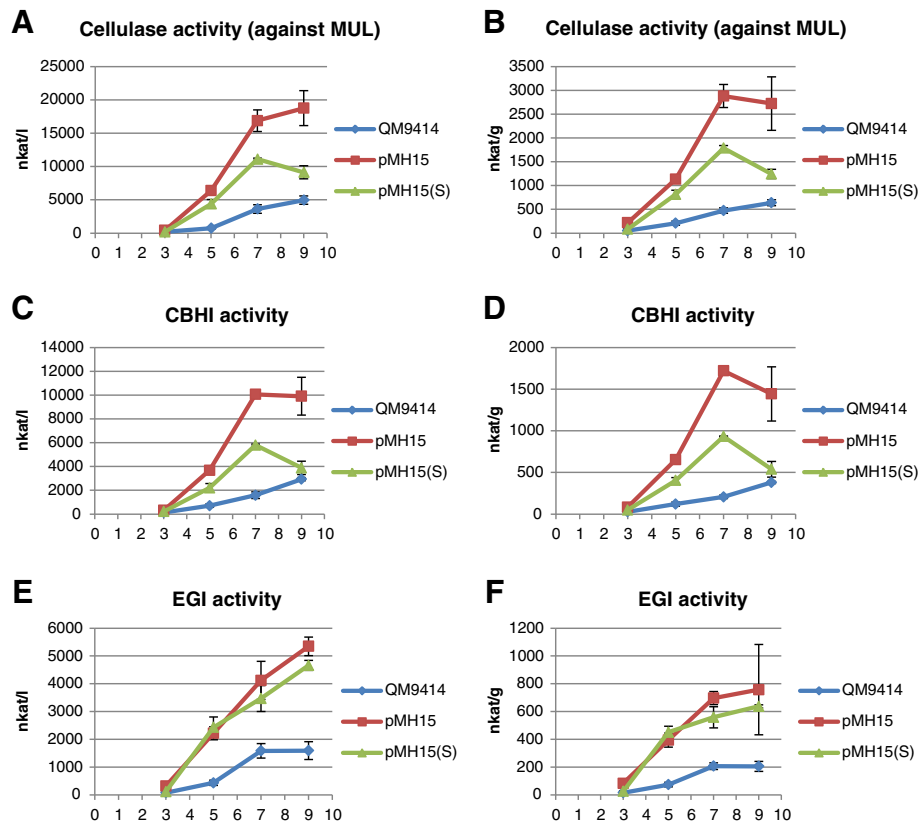 A
Cellulase activity (against MUL)
nkat/l
25000
20000
15000
10000
5000
0
0 1 2 3 4 5 6 7 8 9 10
QM9414
pMH15
pMH15(S)
B
Cellulase activity (against MUL)
nkat/g
3500
3000
2500
2000
1500
1000
500
0
0 1 2 3 4 5 6 7 8 9 10
QM9414
pMH15
pMH15(S)
C
CBHI activity
nkat/l
14000
12000
10000
8000
6000
4000
2000
0
0 1 2 3 4 5 6 7 8 9 10
QM9414
pMH15
pMH15(S)
D
CBHI activity
nkat/g
2000
1500
1000
500
0
0 1 2 3 4 5 6 7 8 9 10
QM9414
pMH15
pMH15(S)
E
EGI activity
nkat/l
6000
5000
4000
3000
2000
1000
0
0 1 2 3 4 5 6 7 8 9 10
QM9414
pMH15
pMH15(S)
F
EGI activity
nkat/g
1200
1000
800
600
400
200
0
0 1 2 3 4 5 6 7 8 9 10
QM9414
pMH15
pMH15(S)